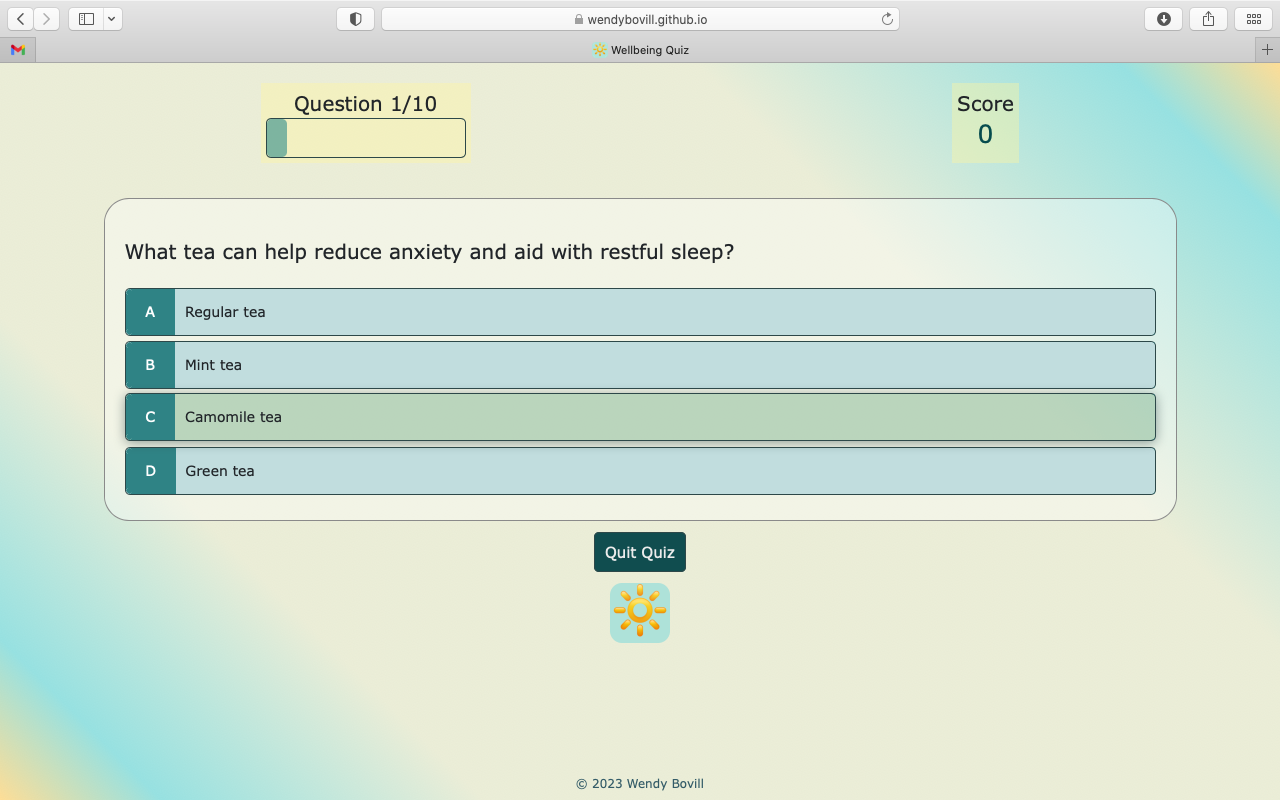 wendybovill.github.io
Wellbeing Quiz
Question 1/10
Score
0
What tea can help reduce anxiety and aid with restful sleep?
A Regular tea
B Mint tea
C Camomile tea
D Green tea
Quit Quiz
© 2023 Wendy Bovill